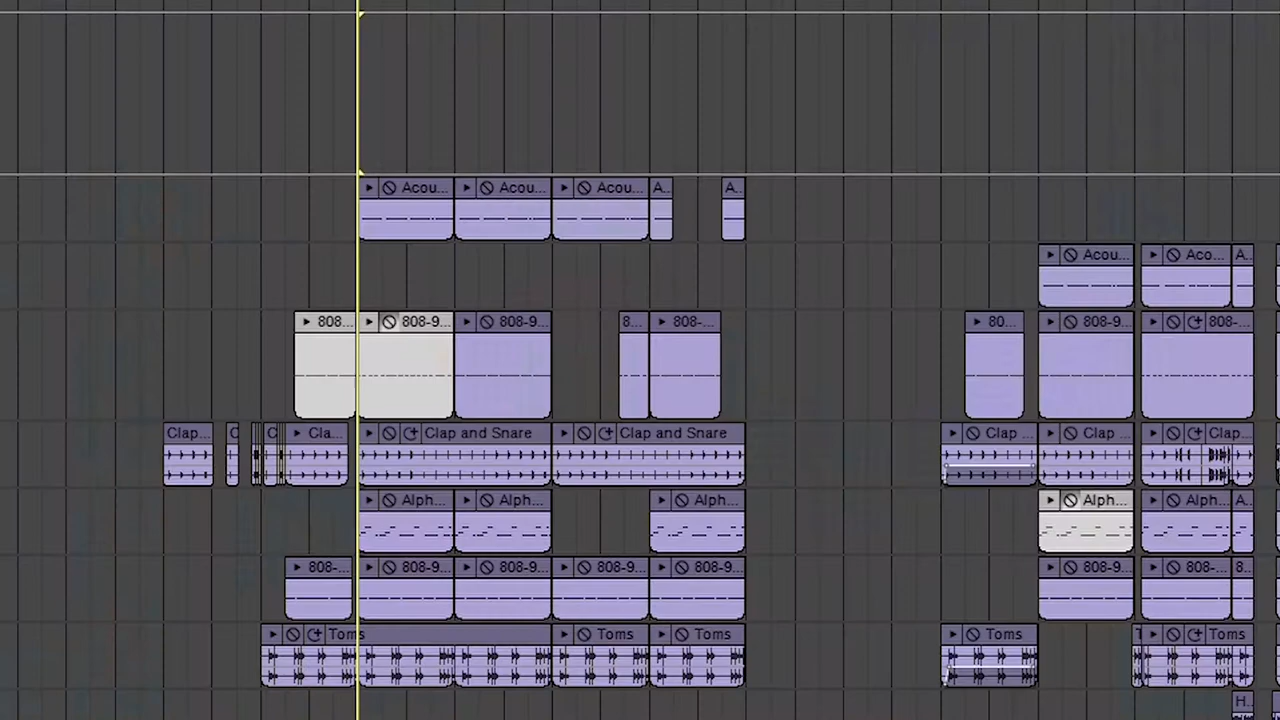 Acou... Acou... Acou... A.. A..
Acou... Aco... A..
808... 808-9... 808-9... 8... 808-... 80... 808-9... 808-...
Clap... C C Cla... Clap and Snare Clap and Snare Clap ... Clap ... Clap...
Alph... Alph... Alph... Alph... Alph... A..
808-... 808-9... 808-9... 808-9... 808-9... 808-9... 808-... 8..
Toms Toms Toms Toms T Toms
H..